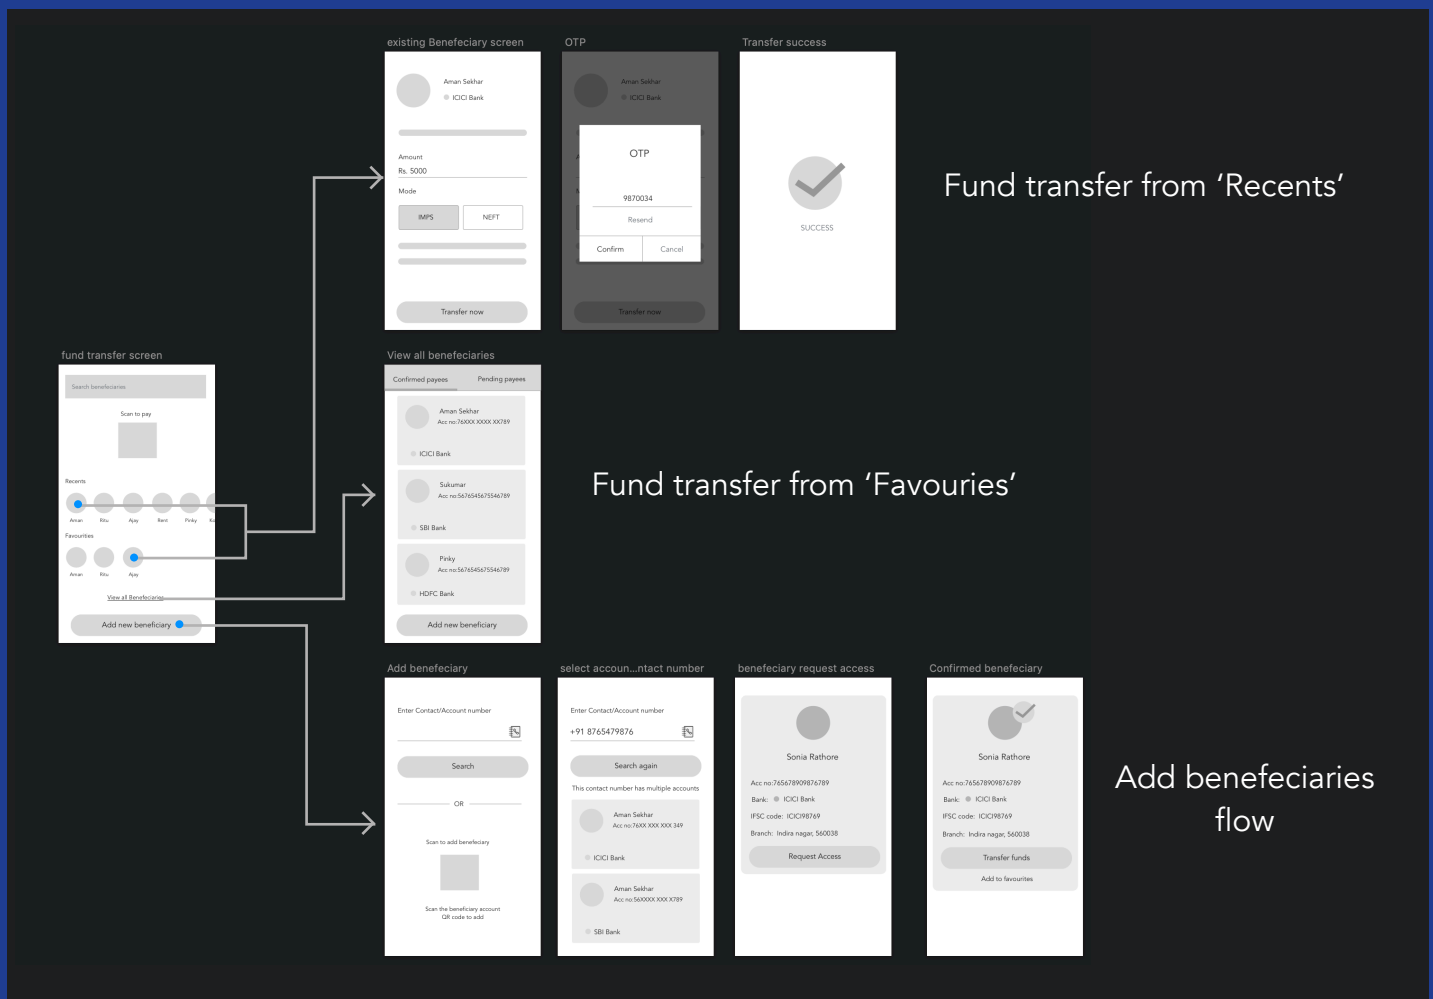 existing Benefeciary screen
Aman Sekhar
ICICI Bank
Amount
Rs. 5000
Mode
IMPS
NEFT
Transfer now
OTP
Aman Sekhar
ICICI Bank
OTP
9870034
Resend
Confirm
Cancel
Transfer now
Transfer success
SUCCESS
Fund transfer from ‘Recents’
fund transfer screen
Search beneficiaries
Scan to pay
Recents
Aman
Ritu
Ajay
Rent
Pinky
Favourities
Aman
Ritu
Ajay
View all Benefeciaries
Add new beneficiary
View all benefeciaries
Confirmed payees
Pending payees
Aman Sekhar
Acc no:76XXX XXXX XX789
ICICI Bank
Sukumar
Acc no:5676545675546789
SBI Bank
Pinky
Acc no:5676545675546789
HDFC Bank
Add new beneficiary
Fund transfer from ‘Favouries’
Add benefeciary
Enter Contact/Account number
Search
OR
Scan to add benefeciary
Scan the beneficiary account
QR code to add
select accoun...ntact number
Enter Contact/Account number
+91 8765479876
Search again
This contact number has multiple accounts
Aman Sekhar
Acc no:76XX XXX XXX 349
ICICI Bank
Aman Sekhar
Acc no:56XXXX XXX X789
SBI Bank
benefeciary request access
Sonia Rathore
Acc no:765678909876789
Bank: ICICI Bank
IFSC code: ICICI98769
Branch: Indira nagar, 560038
Request Access
Confirmed benefeciary
Sonia Rathore
Acc no:765678909876789
Bank: ICICI Bank
IFSC code: ICICI98769
Branch: Indira nagar, 560038
Transfer funds
Add to favourites
Add benefeciaries
flow